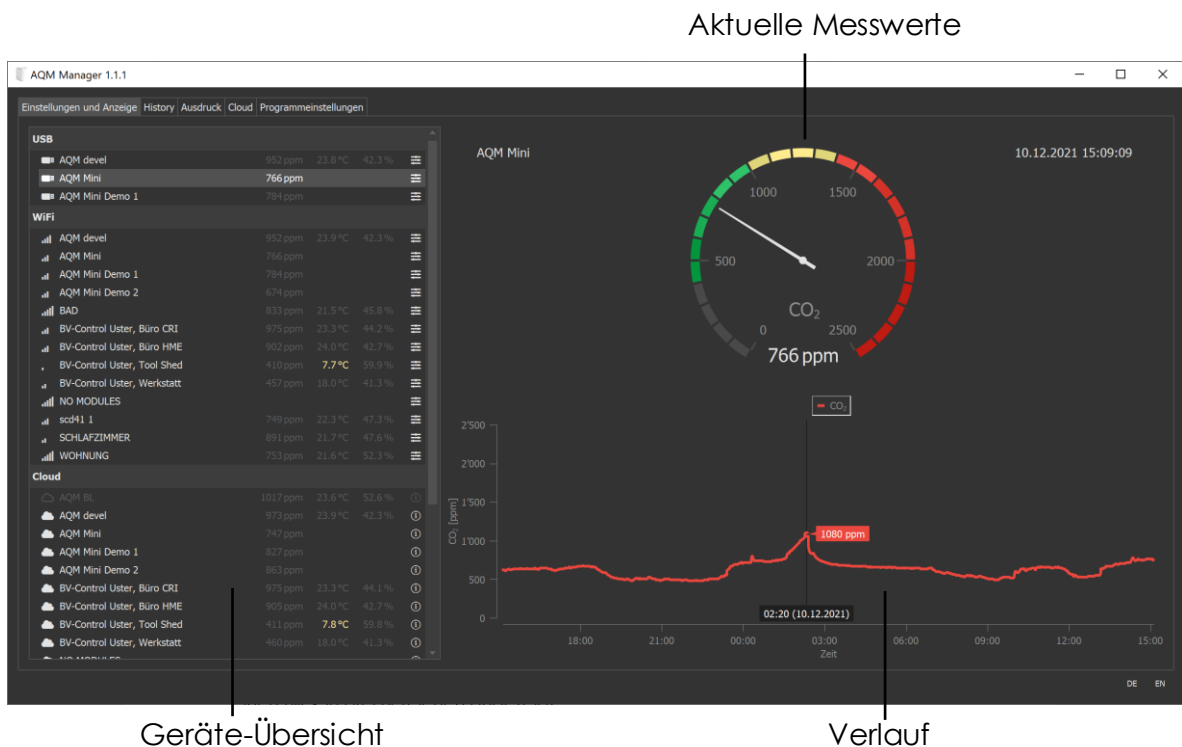 Aktuelle Messwerte
AQM Manager 1.1.1
Einstellungen und Anzeige History Ausdruck Cloud Programmeinstellungen
USB
AQM devel 952 ppm 23.8 °C 42.3 %
AQM Mini 766 ppm
AQM Mini Demo 1 784 ppm
WiFi
AQM devel 952 ppm 23.9 °C 42.3 %
AQM Mini 766 ppm
AQM Mini Demo 1 784 ppm
AQM Mini Demo 2 674 ppm
BAD 833 ppm 21.5 °C 45.8 %
BV-Control Uster, Büro CRI 975 ppm 23.3 °C 44.2 %
BV-Control Uster, Büro HME 902 ppm 24.0 °C 42.7 %
BV-Control Uster, Tool Shed 410 ppm 7.7 °C 59.9 %
BV-Control Uster, Werkstatt 457 ppm 18.0 °C 41.3 %
NO MODULES
scd41 1 749 ppm 22.3 °C 47.3 %
SCHLAFZIMMER 891 ppm 21.7 °C 47.6 %
WOHNUNG 753 ppm 21.6 °C 52.3 %
Cloud
AQM BL 1017 ppm 23.6 °C 52.6 %
AQM devel 973 ppm 23.9 °C 42.3 %
AQM Mini 747 ppm
AQM Mini Demo 1 827 ppm
AQM Mini Demo 2 863 ppm
BV-Control Uster, Büro CRI 975 ppm 23.3 °C 44.1 %
BV-Control Uster, Büro HME 905 ppm 24.0 °C 42.7 %
BV-Control Uster, Tool Shed 411 ppm 7.8 °C 59.8 %
BV-Control Uster, Werkstatt 460 ppm 18.0 °C 41.3 %
NO MODULES
AQM Mini
10.12.2021 15:09:09
1000 1500
500 2000
CO₂
0 2500
766 ppm
CO₂
2'500
2'000
1'500
1'000
500
0
CO₂ [ppm]
1080 ppm
02:20 (10.12.2021)
18:00 21:00 00:00 03:00 06:00 09:00 12:00 15:00
Zeit
DE EN
Geräte-Übersicht
Verlauf